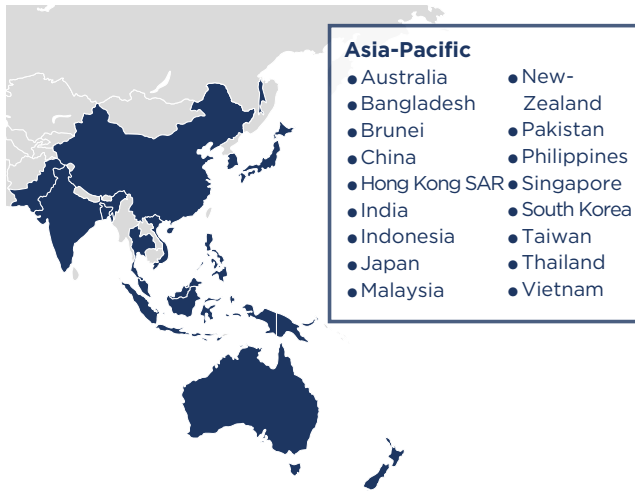 Asia-Pacific
• Australia
• Bangladesh
• Brunei
• China
• Hong Kong SAR
• India
• Indonesia
• Japan
• Malaysia
• New-
Zealand
• Pakistan
• Philippines
• Singapore
• South Korea
• Taiwan
• Thailand
• Vietnam